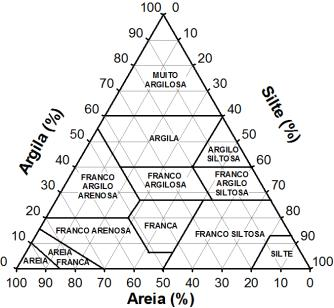 100 0
90 10
80 20
MUITO
ARGILOSA
70 30
60 40
Argila (%)
Silte (%)
50 50
ARGILA
ARGILO
SILTOSA
40 60
FRANCO
ARGILO
ARENOSA
FRANCO
ARGILOSA
FRANCO
ARGILO
SILTOSA
30 70
20 80
FRANCO ARENOSA
FRANCA
FRANCO SILTOSA
10 90
AREIA
AREIA
FRANCA
SILTE
0 100
100 90 80 70 60 50 40 30 20 10 0
Areia (%)